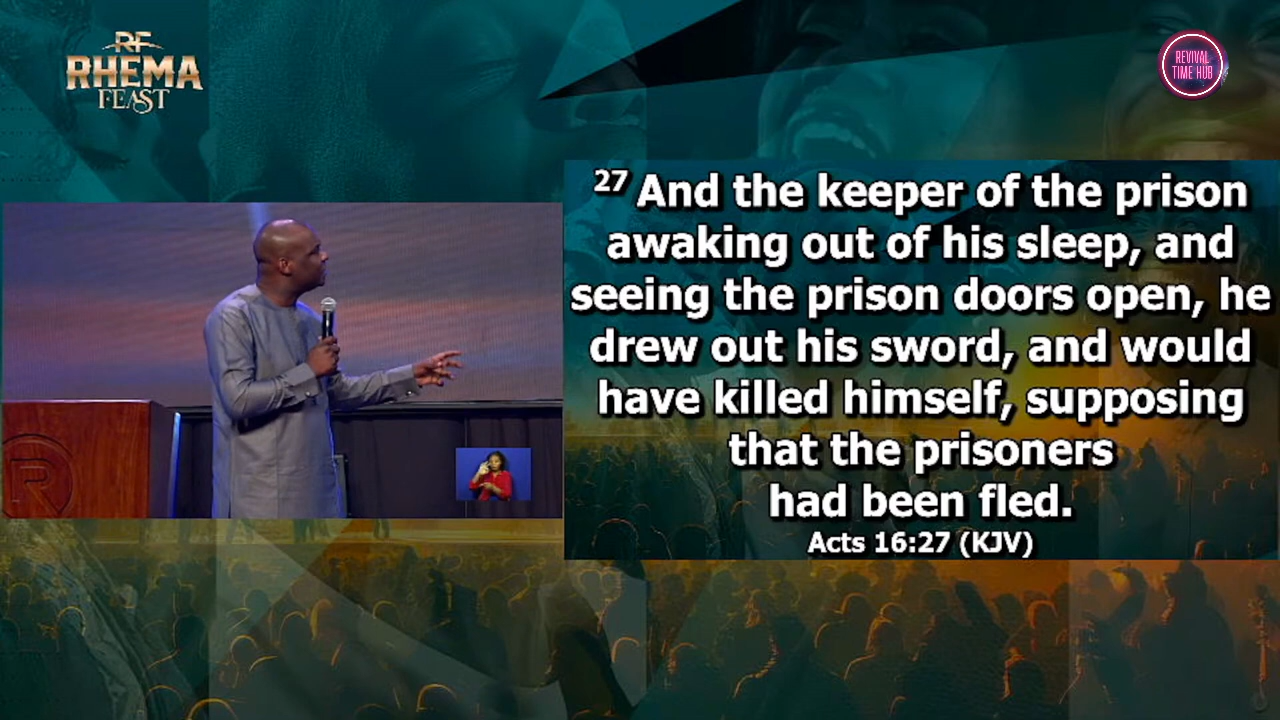 RF
RHEMA
FEAST
REVIVAL
TIME HUB
27 And the keeper of the prison
awaking out of his sleep, and
seeing the prison doors open, he
drew out his sword, and would
have killed himself, supposing
that the prisoners
had been fled.
Acts 16:27 (KJV)
R